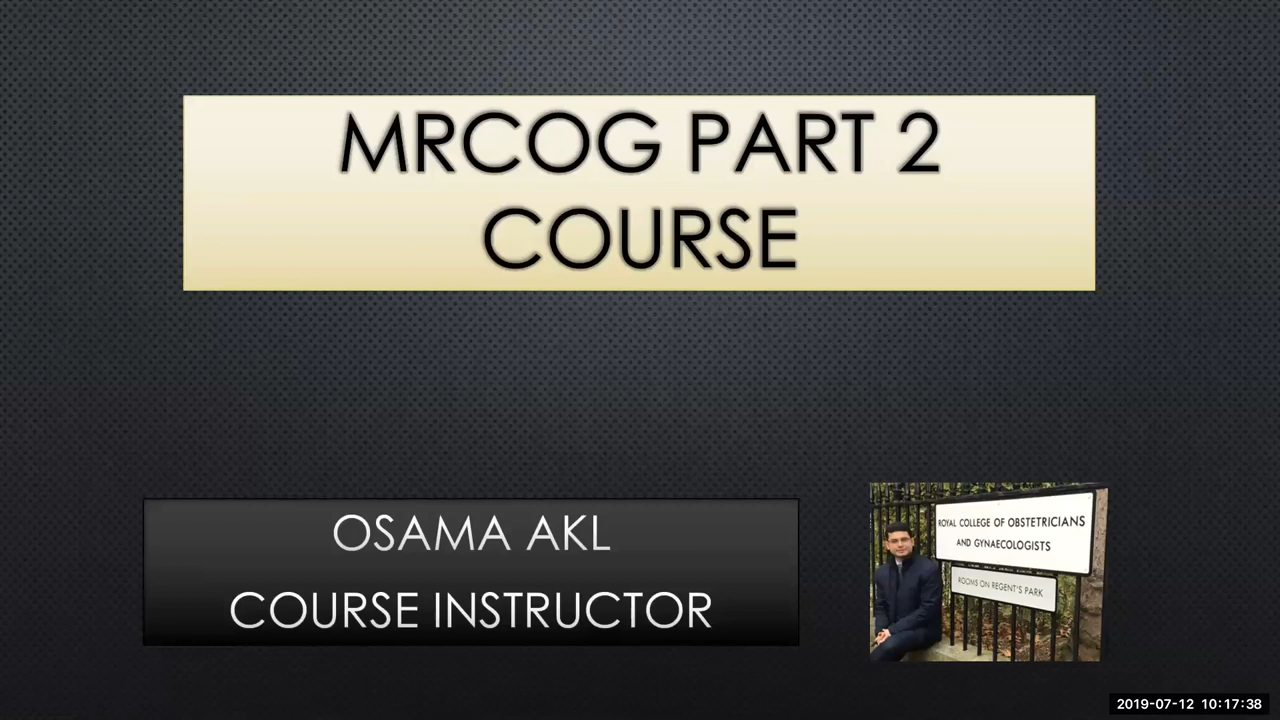 MRCOG PART 2
COURSE
OSAMA AKL
COURSE INSTRUCTOR
ROYAL COLLEGE OF OBSTETRICIANS
AND GYNAECOLOGISTS
ROOMS ON REGENT'S PARK
2019-07-12 10:17:38